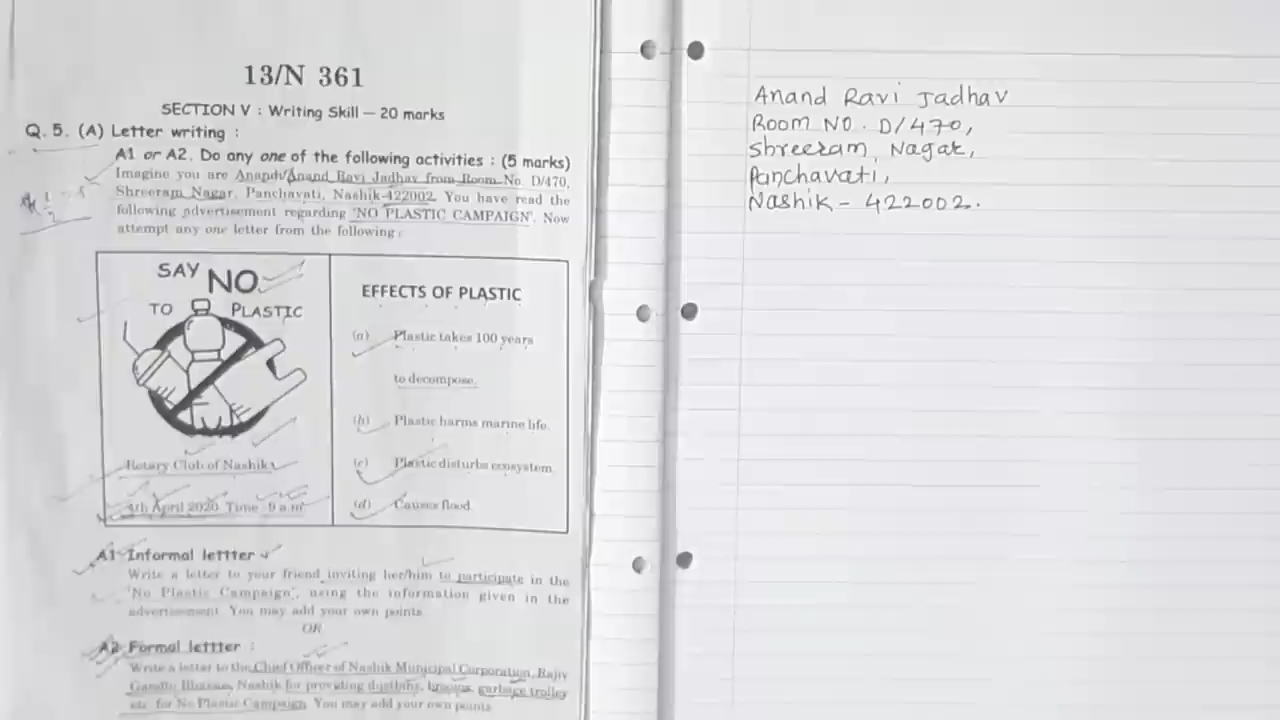 13/N 361
SECTION V : Writing Skill – 20 marks
Q. 5. (A) Letter writing :
A1 or A2. Do any one of the following activities : (5 marks)
Imagine you are Anandi/Anand Ravi Jadhav from Room No. D/470,
Shreeram Nagar, Panchavati, Nashik-422002. You have read the
following advertisement regarding 'NO PLASTIC CAMPAIGN'. Now
attempt any one letter from the following :
SAY NO
TO PLASTIC
Rotary Club of Nashik
4th April 2020 Time : 9 a.m.
EFFECTS OF PLASTIC
(a) Plastic takes 100 years
to decompose.
(b) Plastic harms marine life.
(c) Plastic disturbs ecosystem.
(d) Causes flood.
A1 Informal lettter
Write a letter to your friend inviting her/him to participate in the
'No Plastic Campaign', using the information given in the
advertisement. You may add your own points.
OR
A2 Formal lettter :
Write a letter to the Chief Officer of Nashik Municipal Corporation, Rajiv
Gandhi Bhavan, Nashik for providing dustbins, brooms, garbage trolley
etc. for No Plastic Campaign. You may add your own points.
Anand Ravi Jadhav
Room No. D/470,
Shreeram Nagar,
Panchavati,
Nashik - 422002.